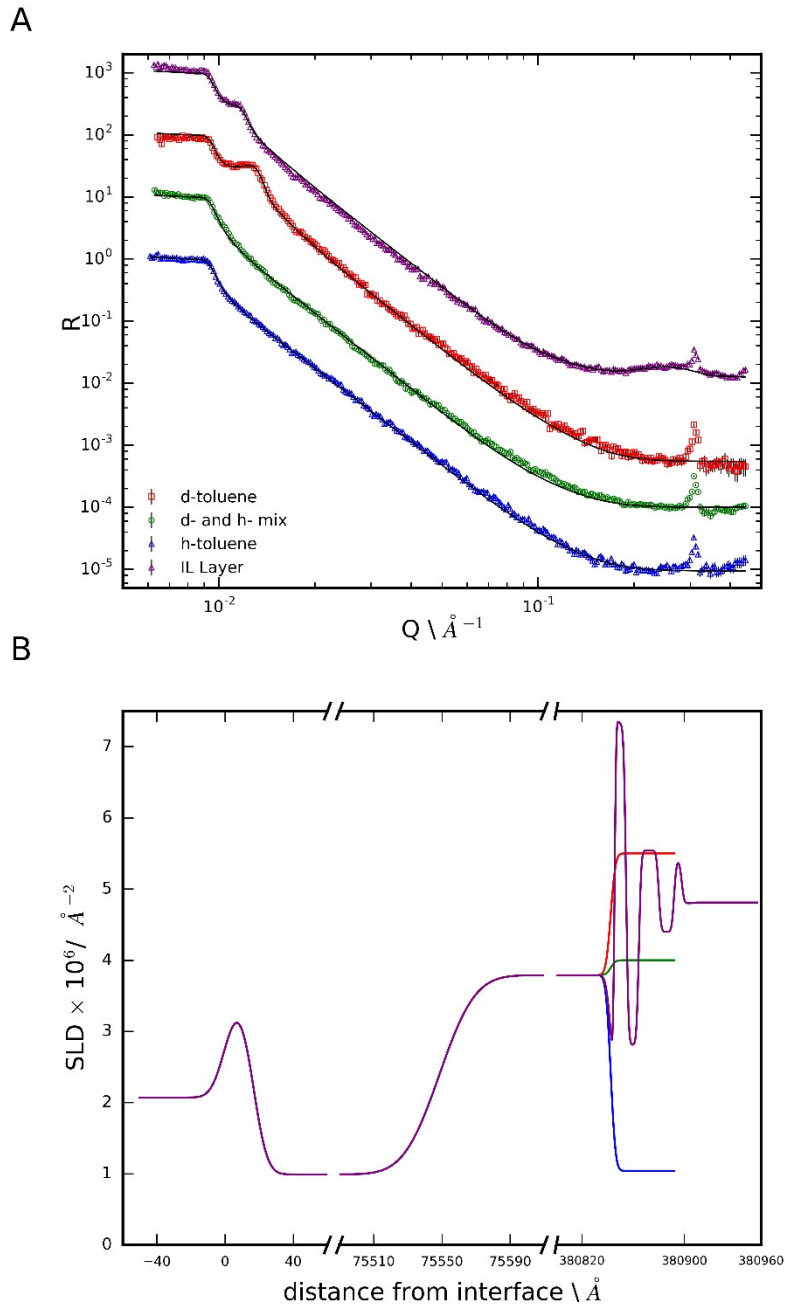 A
10³
10²
10¹
10⁰
10⁻¹
10⁻²
10⁻³
10⁻⁴
10⁻⁵
R
d-toluene
d- and h- mix
h-toluene
IL Layer
10⁻² 10⁻¹
Q \ Å⁻¹
B
7
6
5
4
3
2
1
0
SLD × 10⁶/ Å⁻²
−40 0 40 75510 75550 75590 380820 380900 380960
distance from interface \ Å